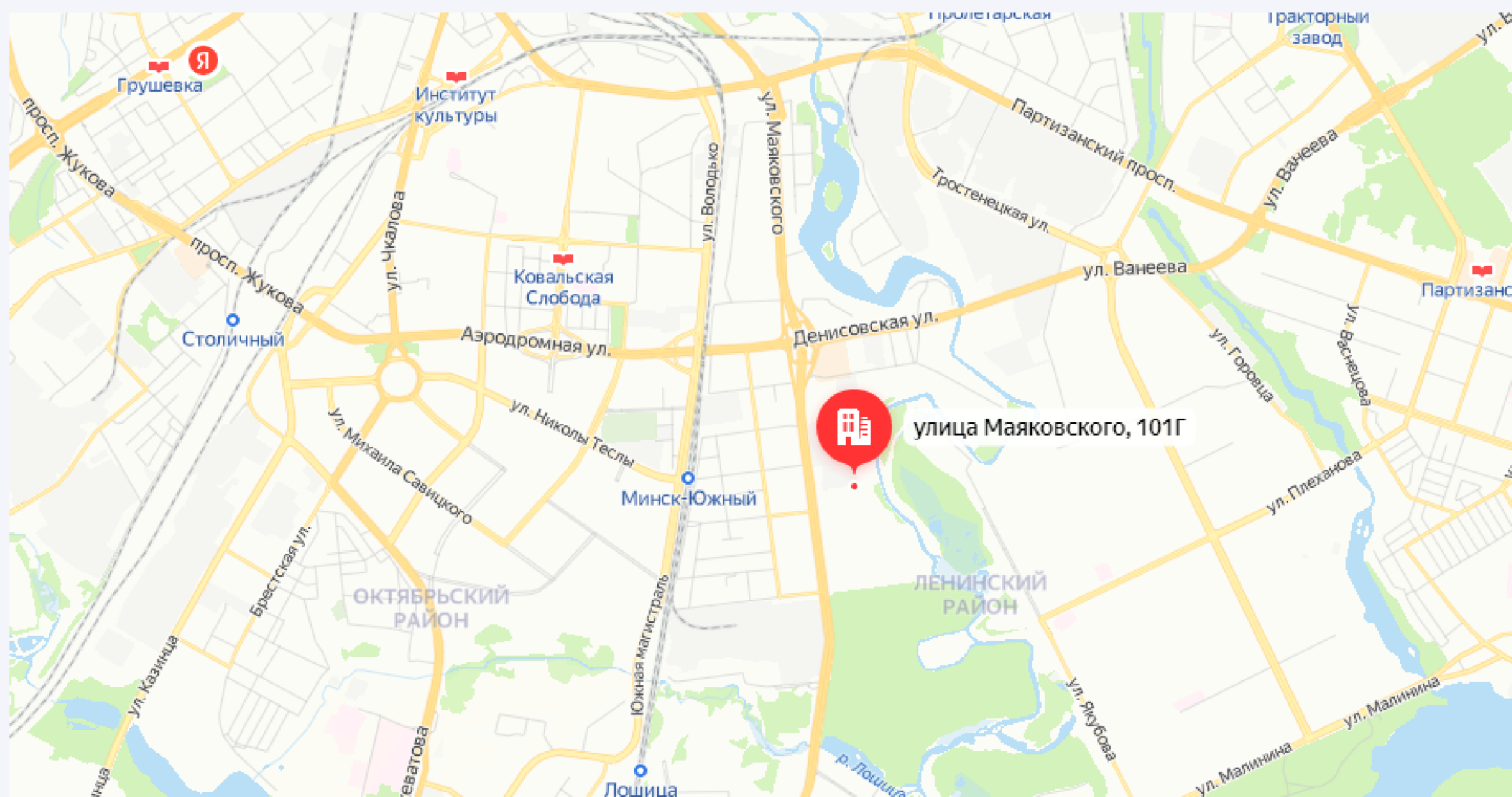 Пролетарская
Тракторный
завод
Я
Грушевка
Институт
культуры
просп. Жукова
ул. Маяковского
Партизанский просп.
ул. Ванеева
ул. Володько
Тростенецкая ул.
ул. Чкалова
просп. Жукова
Ковальская
Слобода
ул. Ванеева
Партизанс
Столичный
Аэродромная ул.
Денисовская ул.
ул. Васнецова
ул. Горовца
ул. Николы Теслы
улица Маяковского, 101Г
ул. Михаила Савицкого
Минск-Южный
ул. Плеханова
Брестская ул.
ОКТЯБРЬСКИЙ
РАЙОН
ЛЕНИНСКИЙ
РАЙОН
Южная магистраль
ул. Казинца
ул. Якубова
ул. Малинина
ул. Малинина
р. Лошица
Лошица
еватова
нца